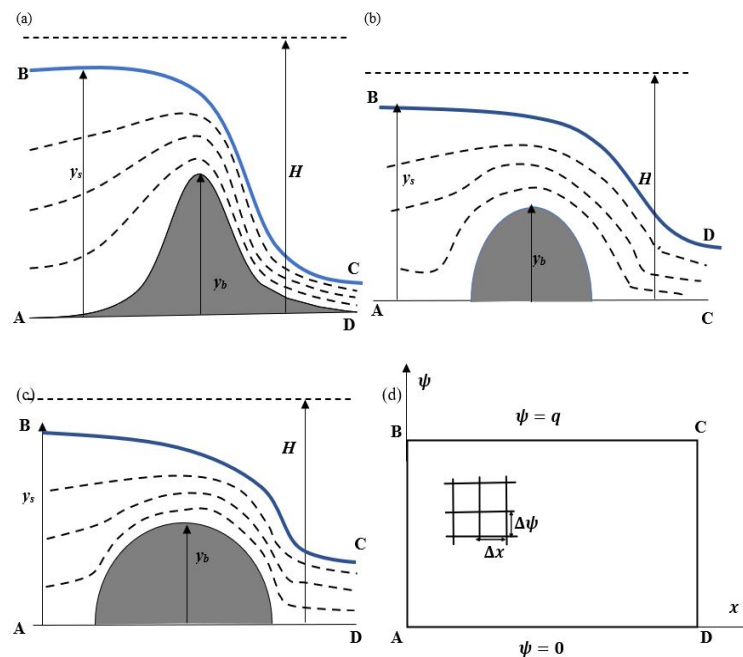 (a)
B
y_s
H
y_b
C
A
D
(b)
B
y_s
H
D
y_b
A
C
(c)
B
H
y_s
C
y_b
A
D
(d)
ψ
ψ = q
B
C
Δψ
Δx
x
A
D
ψ = 0